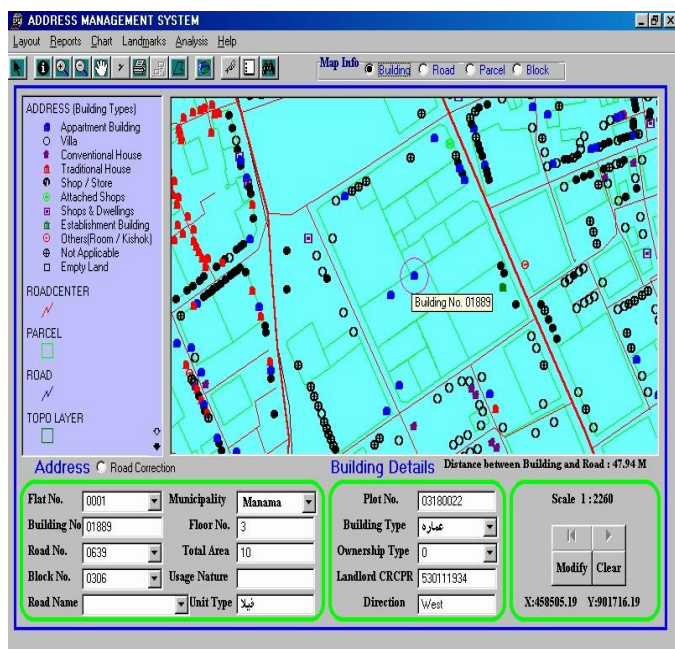 ADDRESS MANAGEMENT SYSTEM
Layout Reports Chart Landmarks Analysis Help
Map Info Building Road Parcel Block
ADDRESS (Building Types)
Appartment Building
Villa
Conventional House
Traditional House
Shop / Store
Attached Shops
Shops & Dwellings
Establishment Building
Others(Room / Kishok)
Not Applicable
Empty Land
ROADCENTER
PARCEL
ROAD
TOPO LAYER
Building No. 01889
Address Road Correction
Building Details Distance between Building and Road : 47.94 M
Flat No. 0001 Municipality Manama
Building No 01889 Floor No. 3
Road No. 0639 Total Area 10
Block No. 0306 Usage Nature
Road Name Unit Type فيلا
Plot No. 03180022
Building Type عماره
Ownership Type 0
Landlord CRCPR 530111934
Direction West
Scale 1 : 2260
Modify Clear
X:458505.19 Y:901716.19